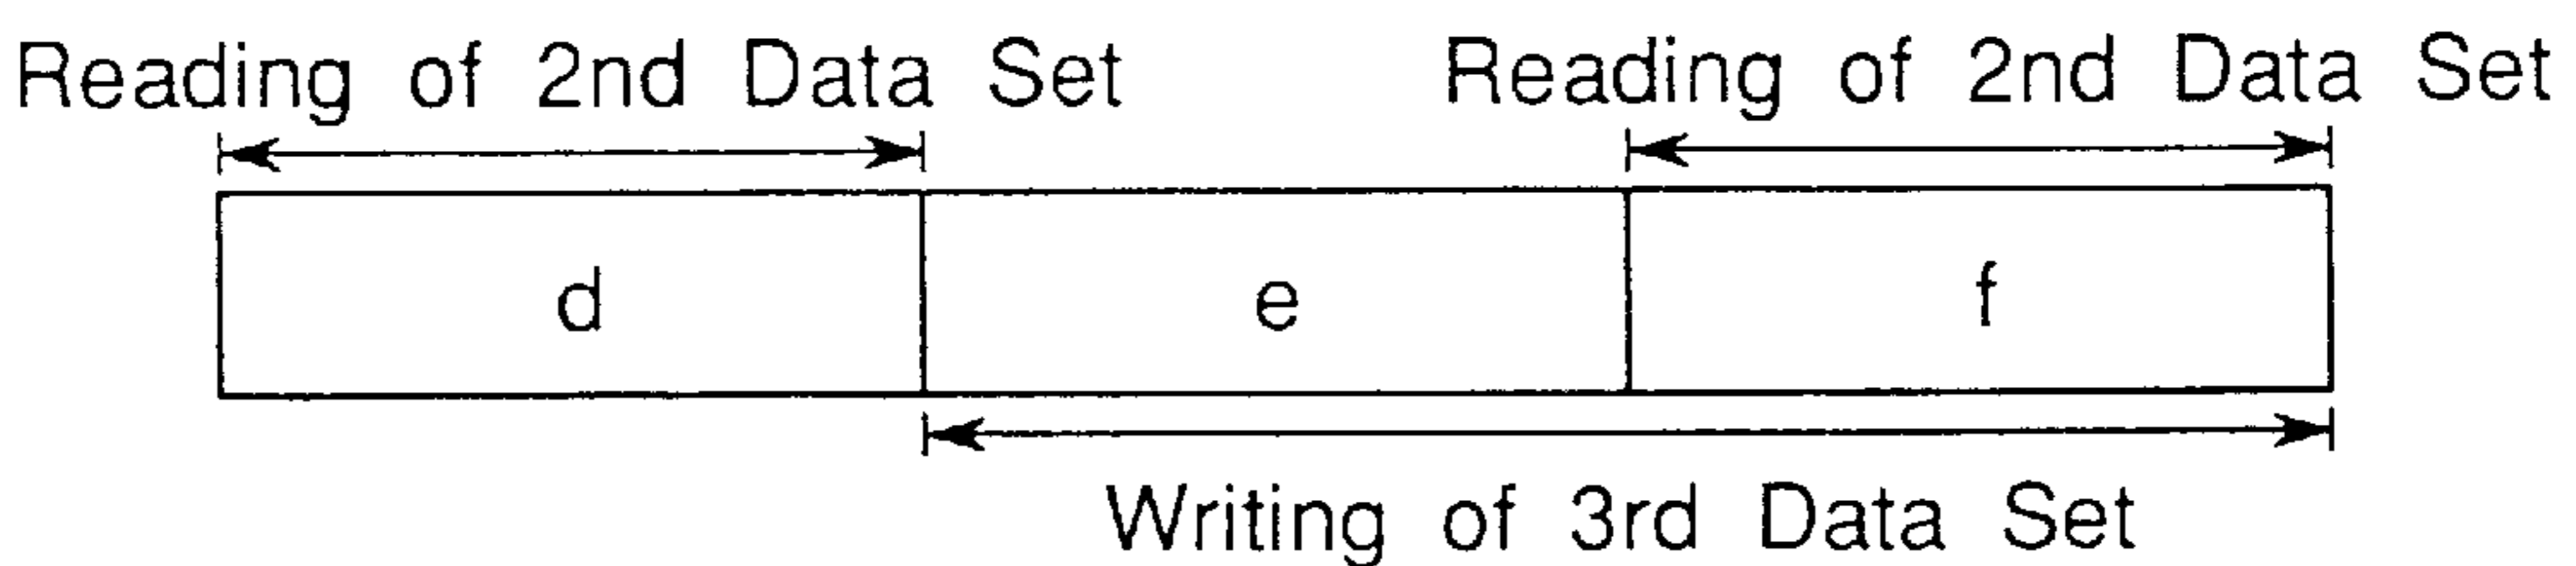 Reading of 2nd Data Set
Reading of 2nd Data Set
d
e
f
Writing of 3rd Data Set